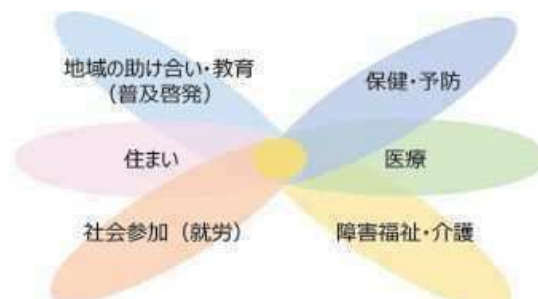 地域の助け合い・教育
(普及啓発)
保健・予防
住まい
医療
社会参加（就労）
障害福祉・介護